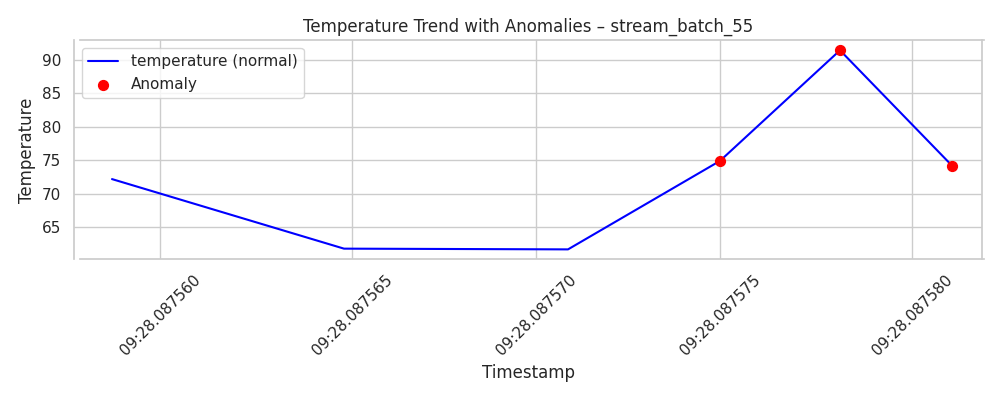 Temperature Trend with Anomalies – stream_batch_55
temperature (normal)
Anomaly
Temperature
90
85
80
75
70
65
09:28.087560
09:28.087565
09:28.087570
09:28.087575
09:28.087580
Timestamp